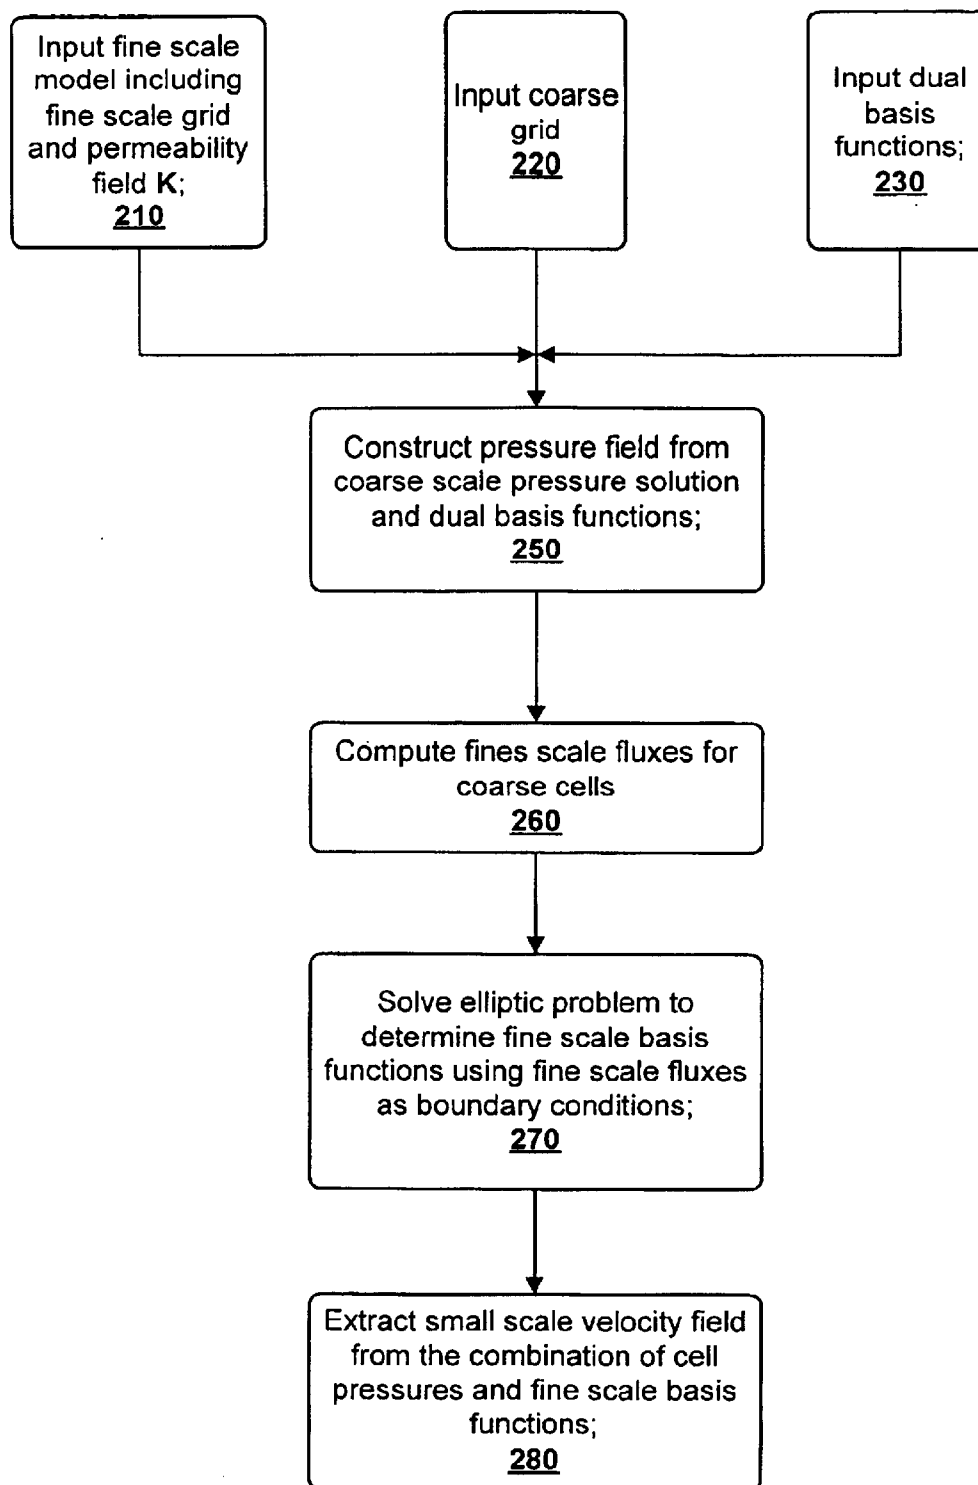 Input fine scale
model including
fine scale grid
and permeability
field K;
210
Input coarse
grid
220
Input dual
basis
functions;
230
Construct pressure field from
coarse scale pressure solution
and dual basis functions;
250
Compute fines scale fluxes for
coarse cells
260
Solve elliptic problem to
determine fine scale basis
functions using fine scale fluxes
as boundary conditions;
270
Extract small scale velocity field
from the combination of cell
pressures and fine scale basis
functions;
280